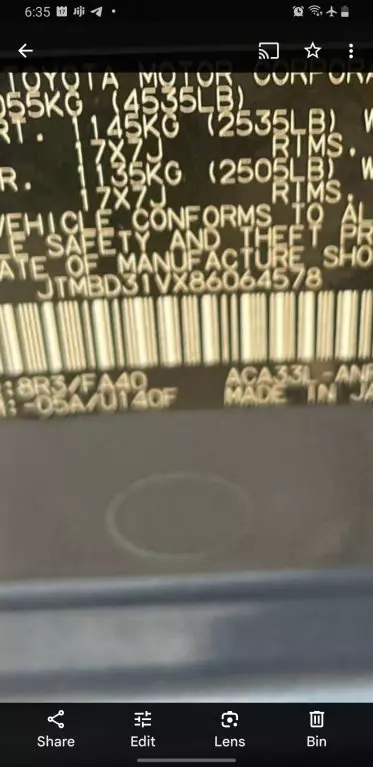 6:35
TOYOTA MOTOR CORPORA
055KG (4535LB)
RT. 1145KG (2535LB) W
17X7J RIMS,
R. 1135KG (2505LB) W
17X7J RIMS,
VEHICLE CONFORMS TO AL
E SAFETY AND THEFT PR
ATE OF MANUFACTURE SHO
JTMBD31VX86064578
:8R3/FA40 ACA33L-ANP
:-05A/U140F MADE IN JA
Share Edit Lens Bin